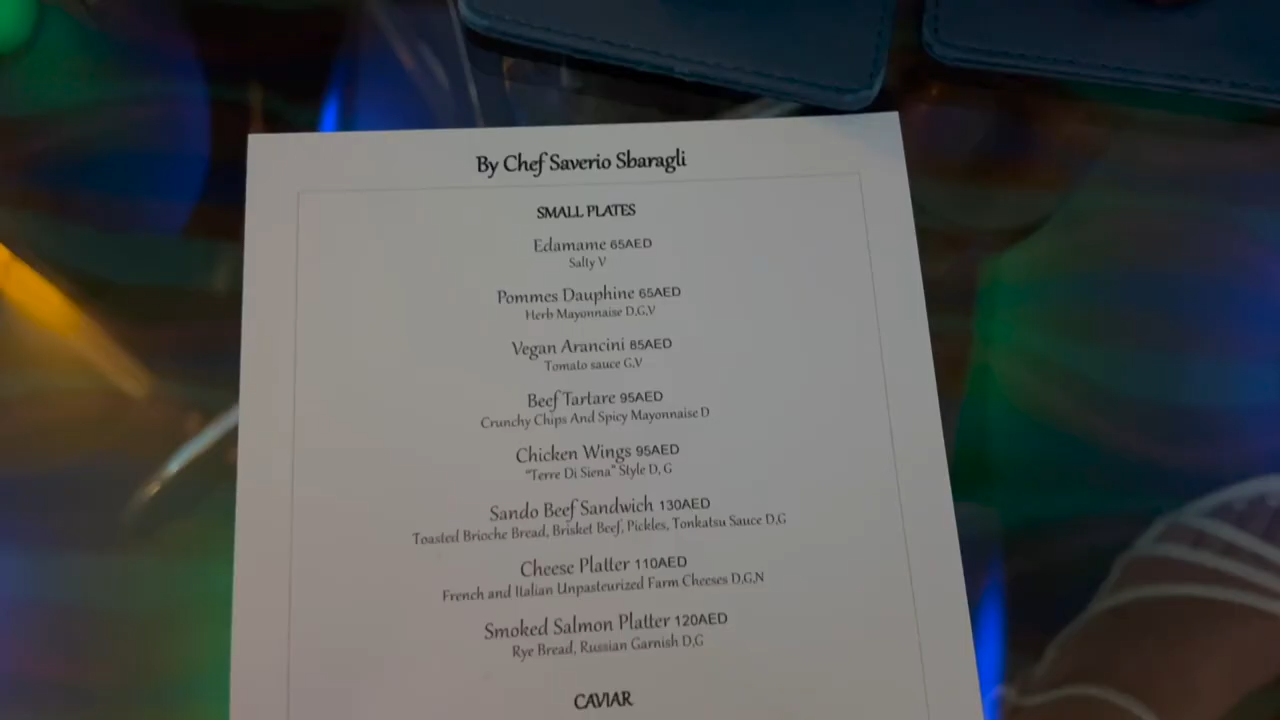 By Chef Saverio Sbaragli
SMALL PLATES
Edamame 65AED
Salty V
Pommes Dauphine 65AED
Herb Mayonnaise D,G,V
Vegan Arancini 85AED
Tomato sauce G,V
Beef Tartare 95AED
Crunchy Chips And Spicy Mayonnaise D
Chicken Wings 95AED
"Terre Di Siena" Style D, G
Sando Beef Sandwich 130AED
Toasted Brioche Bread, Brisket Beef, Pickles, Tonkatsu Sauce D,G
Cheese Platter 110AED
French and Italian Unpasteurized Farm Cheeses D,G,N
Smoked Salmon Platter 120AED
Rye Bread, Russian Garnish D,G
CAVIAR